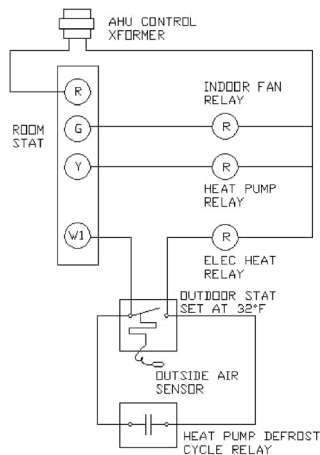 AHU CONTROL
XFORMER
R
INDOOR FAN
RELAY
ROOM
STAT
G
R
Y
R
HEAT PUMP
RELAY
W1
R
ELEC HEAT
RELAY
OUTDOOR STAT
SET AT 32°F
OUTSIDE AIR
SENSOR
HEAT PUMP DEFROST
CYCLE RELAY